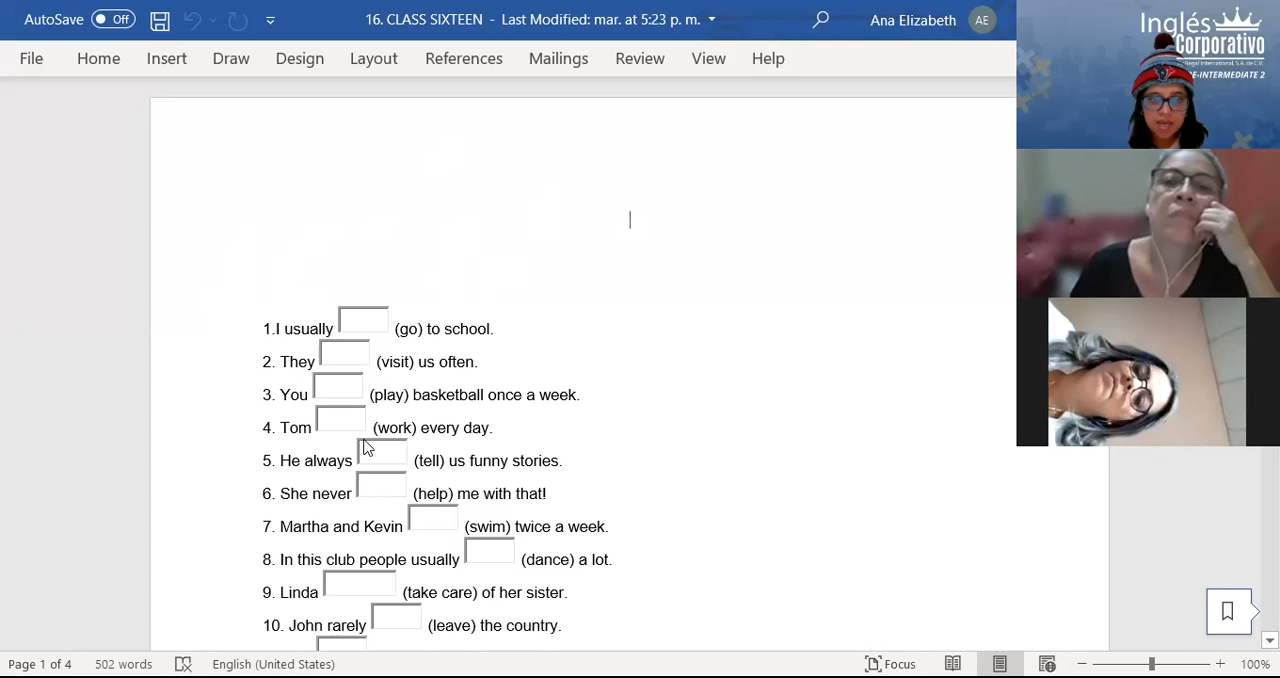 AutoSave Off 16. CLASS SIXTEEN - Last Modified: mar. at 5:23 p. m. Ana Elizabeth AE
File Home Insert Draw Design Layout References Mailings Review View Help
Inglés
Corporativo
1.I usually (go) to school.
2. They (visit) us often.
3. You (play) basketball once a week.
4. Tom (work) every day.
5. He always (tell) us funny stories.
6. She never (help) me with that!
7. Martha and Kevin (swim) twice a week.
8. In this club people usually (dance) a lot.
9. Linda (take care) of her sister.
10. John rarely (leave) the country.
Page 1 of 4 502 words English (United States) Focus 100%